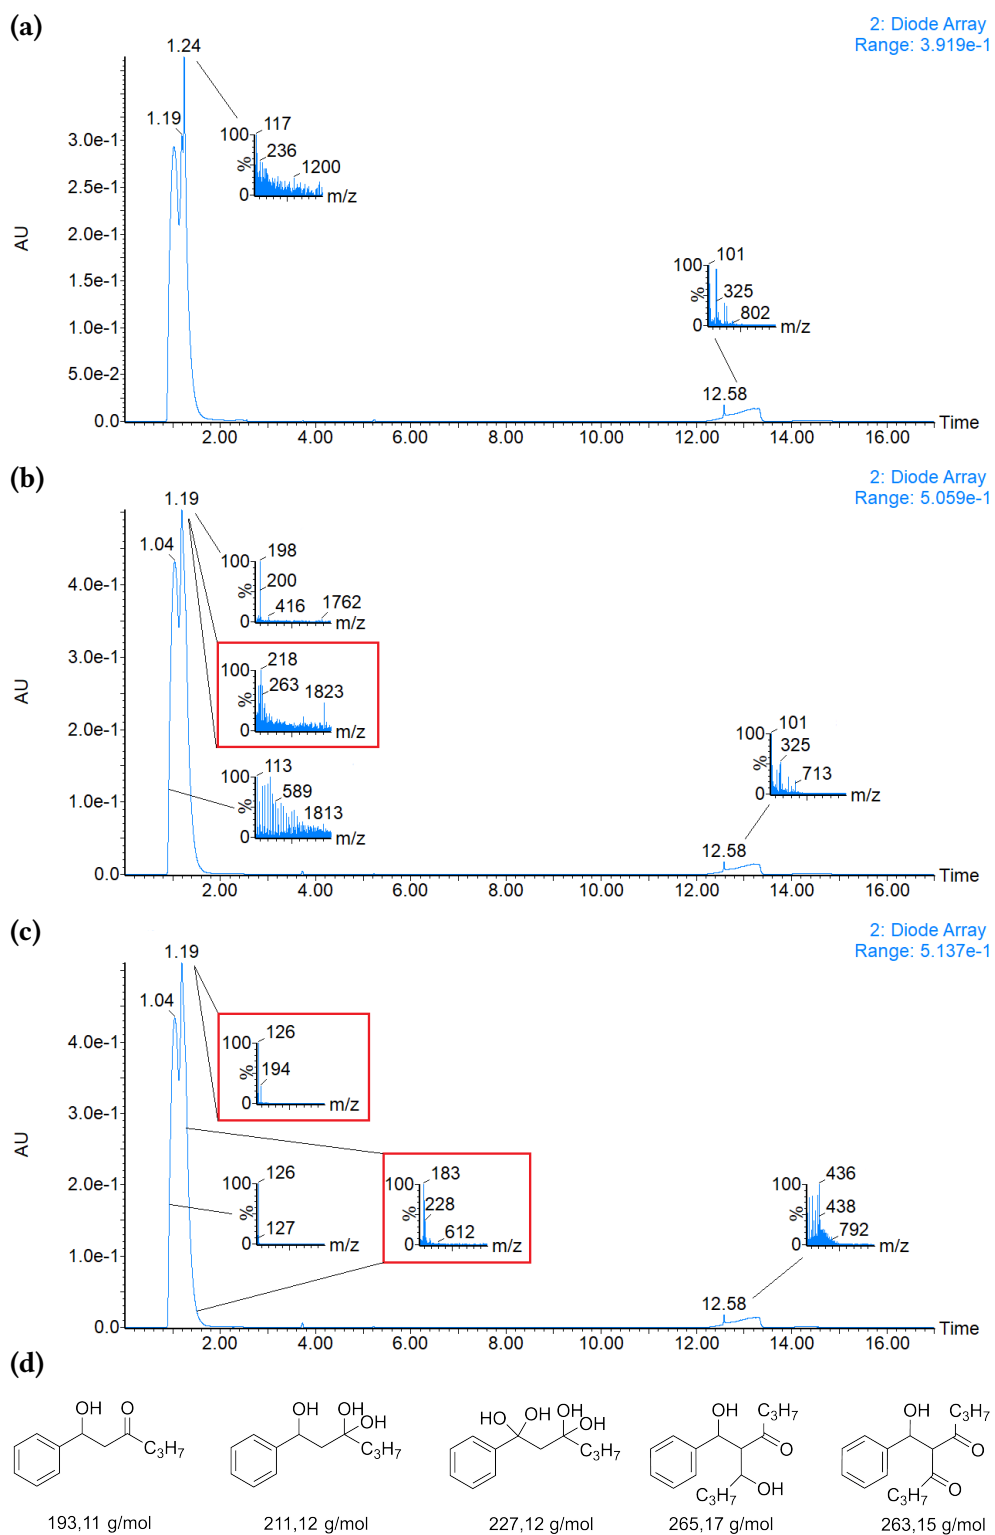 (a)
2: Diode Array
Range: 3.919e-1
1.24
1.19
3.0e-1
2.5e-1
2.0e-1
1.5e-1
1.0e-1
5.0e-2
0.0
AU
100
%
0
117
236
1200
m/z
100
%
0
101
325
802
m/z
12.58
2.00 4.00 6.00 8.00 10.00 12.00 14.00 16.00
Time
(b)
2: Diode Array
Range: 5.059e-1
1.19
1.04
4.0e-1
3.0e-1
2.0e-1
1.0e-1
0.0
AU
100
%
0
198
200
416
1762
m/z
100
%
0
218
263
1823
m/z
100
%
0
113
589
1813
m/z
100
%
0
101
325
713
m/z
12.58
2.00 4.00 6.00 8.00 10.00 12.00 14.00 16.00
Time
(c)
2: Diode Array
Range: 5.137e-1
1.19
1.04
4.0e-1
3.0e-1
2.0e-1
1.0e-1
0.0
AU
100
%
0
126
194
m/z
100
%
0
126
127
m/z
100
%
0
183
228
612
m/z
100
%
0
436
438
792
m/z
12.58
2.00 4.00 6.00 8.00 10.00 12.00 14.00 16.00
Time
(d)
OH O
C3H7
193,11 g/mol
OH OH
OH
C3H7
211,12 g/mol
HO OH OH
OH
C3H7
227,12 g/mol
OH C3H7
O
C3H7 OH
265,17 g/mol
OH C3H7
O
C3H7 O
263,15 g/mol